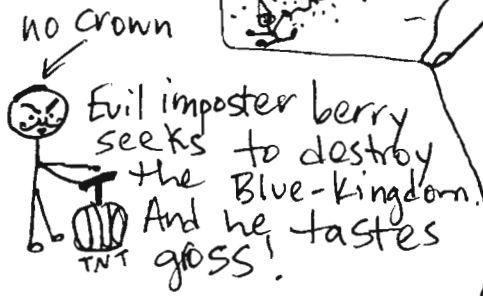 no crown
Evil imposter berry
seeks to destroy
the Blue-Kingdom.
And he tastes
gross!
TNT